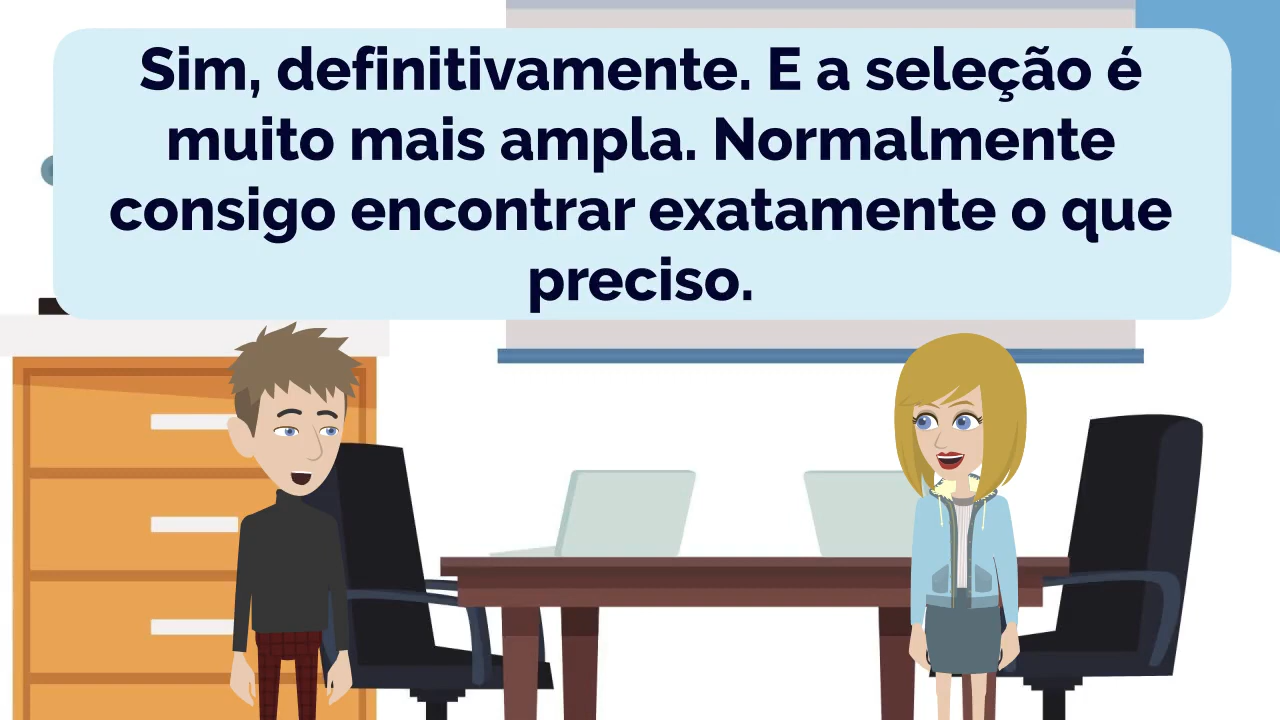 Sim, definitivamente. E a seleção é
muito mais ampla. Normalmente
consigo encontrar exatamente o que
preciso.